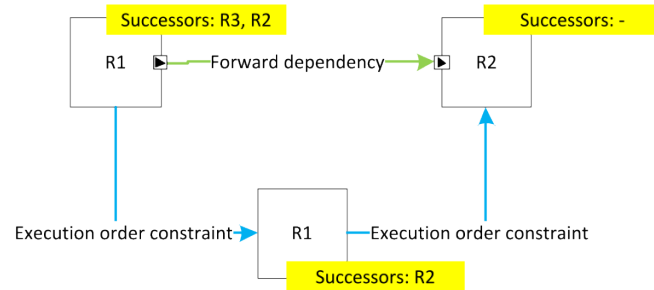 Successors: R3, R2
Successors: -
R1
Forward dependency
R2
Execution order constraint
R1
Execution order constraint
Successors: R2